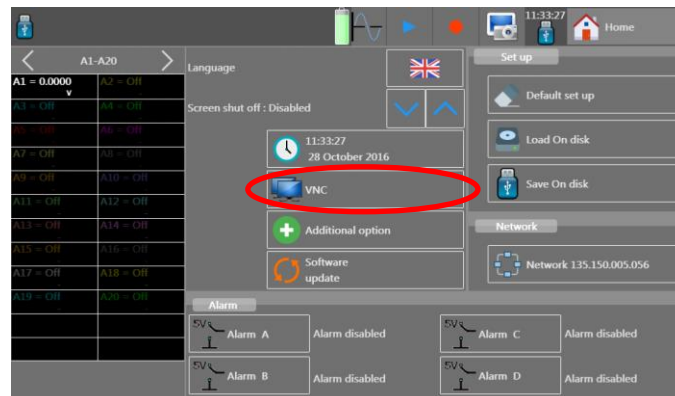 11:33:27
Home
A1-A20
A1 = 0.0000
V
A2 = Off
A3 = Off
A4 = Off
A5 = Off
A6 = Off
A7 = Off
A8 = Off
A9 = Off
A10 = Off
A11 = Off
A12 = Off
A13 = Off
A14 = Off
A15 = Off
A16 = Off
A17 = Off
A18 = Off
A19 = Off
A20 = Off
Language
Screen shut off : Disabled
11:33:27
28 October 2016
VNC
Additional option
Software
update
Set up
Default set up
Load On disk
Save On disk
Network
Network 135.150.005.056
Alarm
5V
Alarm A
Alarm disabled
5V
Alarm C
Alarm disabled
5V
Alarm B
Alarm disabled
5V
Alarm D
Alarm disabled